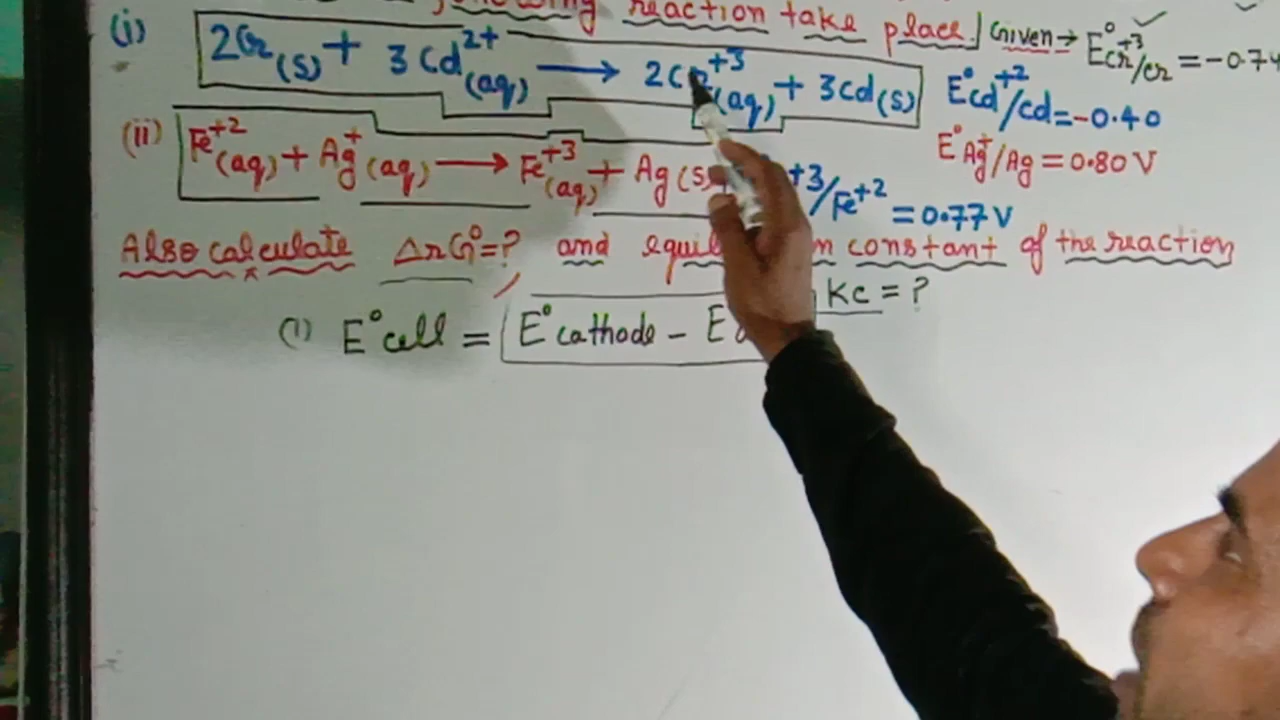 reaction take place] Given → E°Cr+3/Cr = -0.74
(i) 2Cr(s) + 3Cd2+(aq) → 2Cr+3(aq) + 3Cd(s) E°Cd+2/Cd = -0.40
E°Ag+/Ag = 0.80 V
(ii) Fe+2(aq) + Ag+(aq) → Fe+3(aq) + Ag(s) +3/Fe+2 = 0.77 V
Also calculate ΔrG° = ? and constant of the reaction
Kc = ?
(1) E°cell = E°cathode - E°